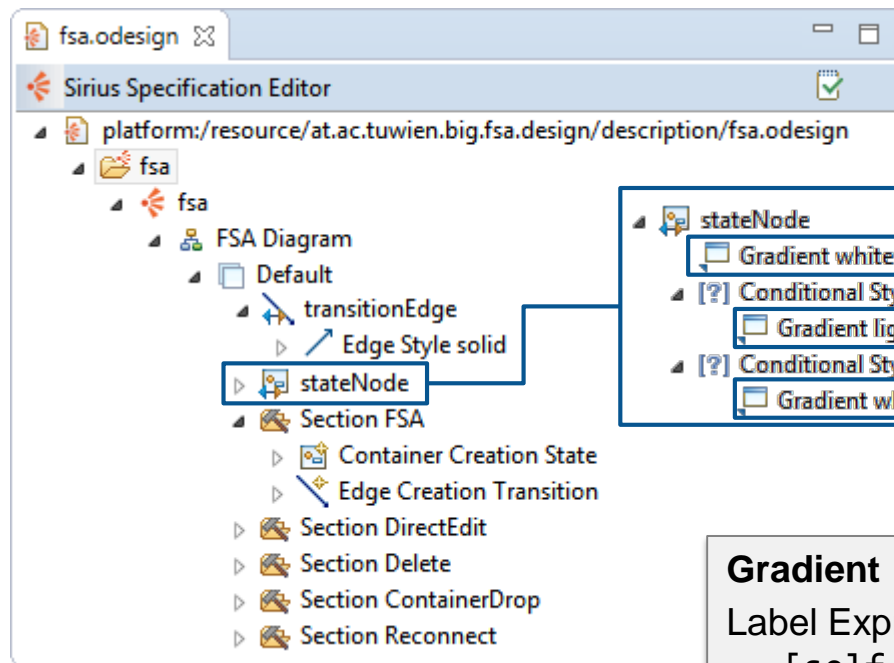 fsa.odesign
Sirius Specification Editor
platform:/resource/at.ac.tuwien.big.fsa.design/description/fsa.odesign
fsa
fsa
FSA Diagram
Default
transitionEdge
Edge Style solid
stateNode
Section FSA
Container Creation State
Edge Creation Transition
Section DirectEdit
Section Delete
Section ContainerDrop
Section Reconnect
stateNode
Gradient white
[?] Conditional Sty
Gradient lig
[?] Conditional Sty
Gradient wh
Gradient
Label Exp
[self